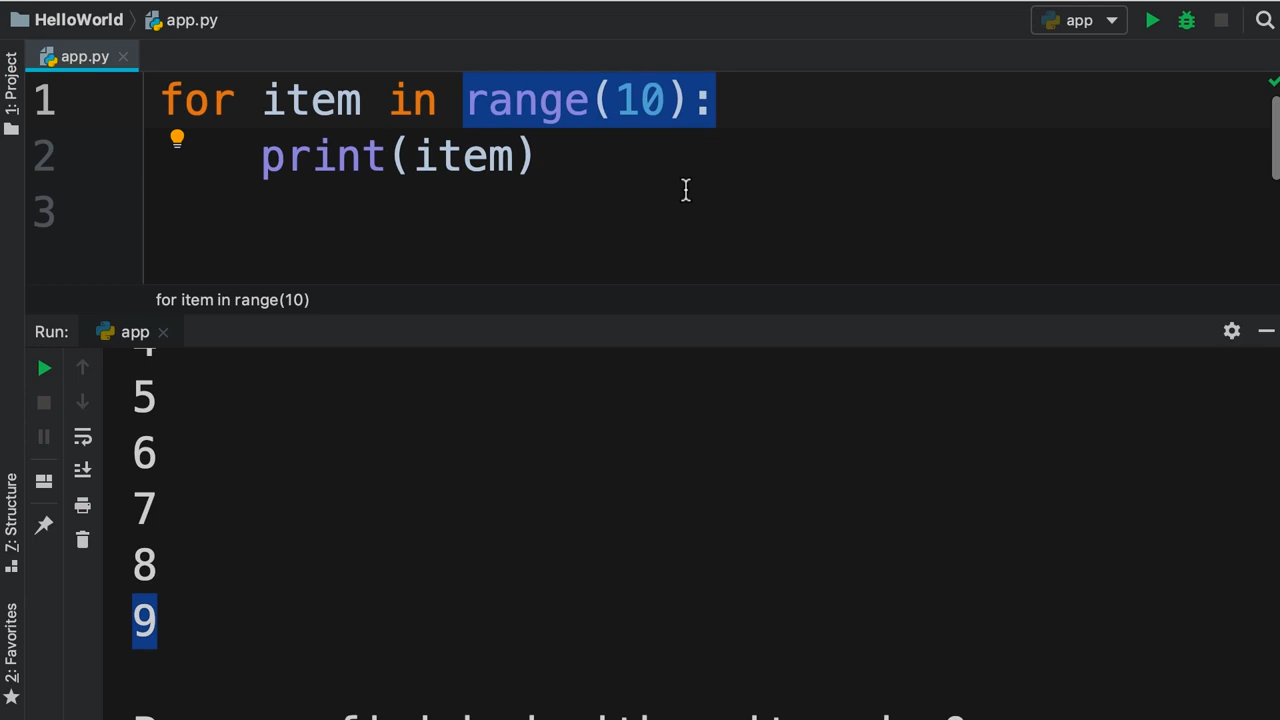 HelloWorld app.py app
app.py
1: Project
1 for item in range(10):
2 print(item)
3
for item in range(10)
Run: app
5
6
7
8
9
7: Structure
2: Favorites